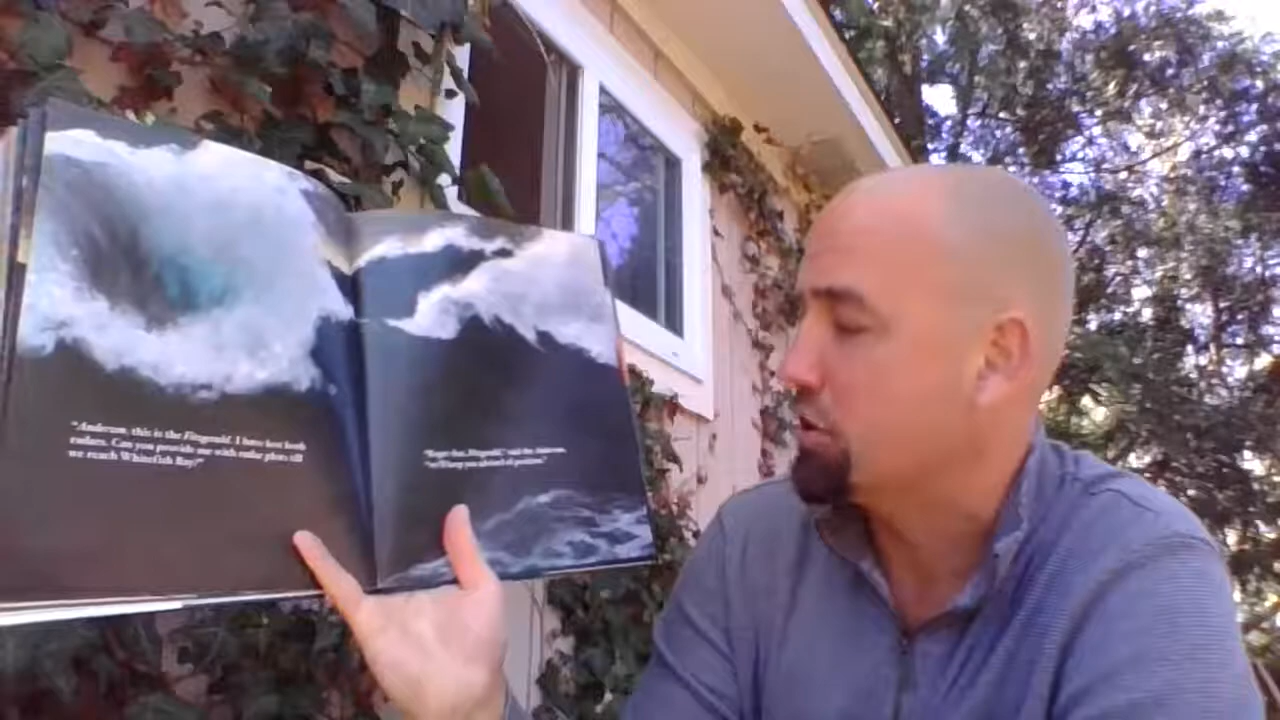 "Anderson, this is the Fitzgerald. I have lost both
radars. Can you provide me with radar plots till
we reach Whitefish Bay?"
"Roger that, Fitzgerald," said the Anderson,
"we'll keep you advised of position."